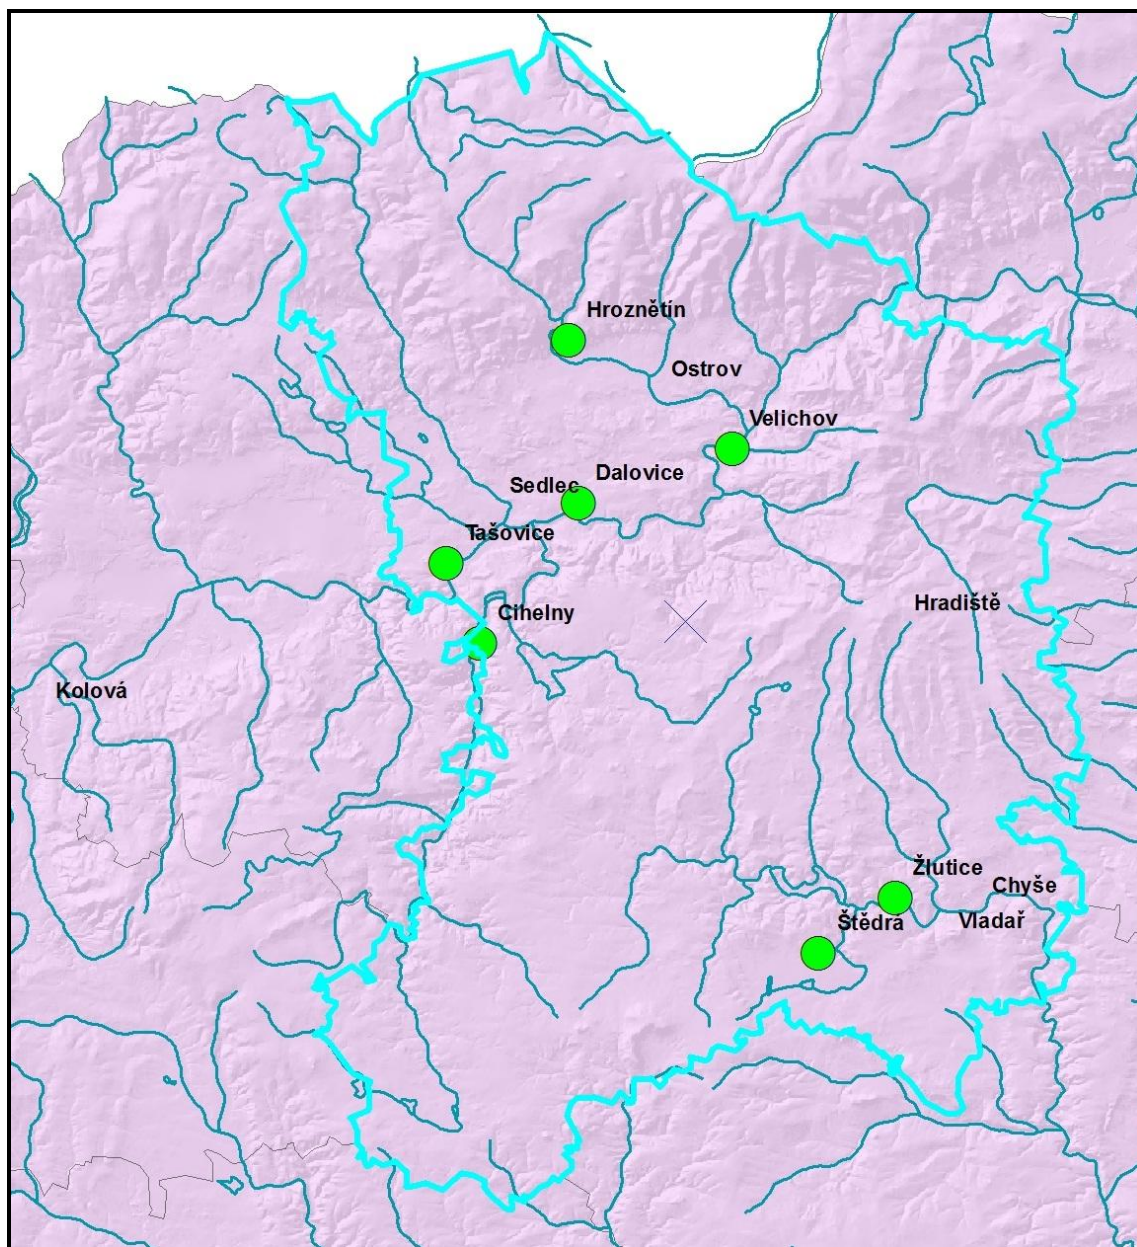 Hroznětín
Ostrov
Velichov
Dalovice
Sedlec
Tašovice
Cihelny
Hradiště
Kolová
Žlutice
Chyše
Štědrá
Vladař